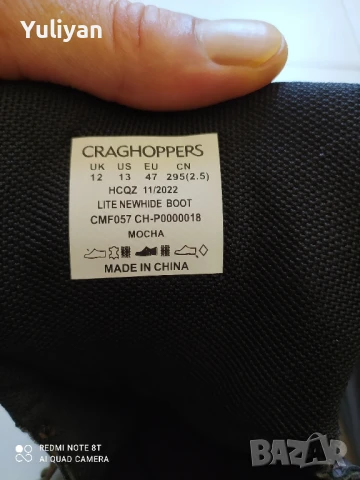 Yuliyan
CRAGHOPPERS
UK US EU CN
12 13 47 295(2.5)
HCQZ 11/2022
LITE NEWHIDE BOOT
CMF057 CH-P0000018
MOCHA
MADE IN CHINA
REDMI NOTE 8T
AI QUAD CAMERA
BAZAR